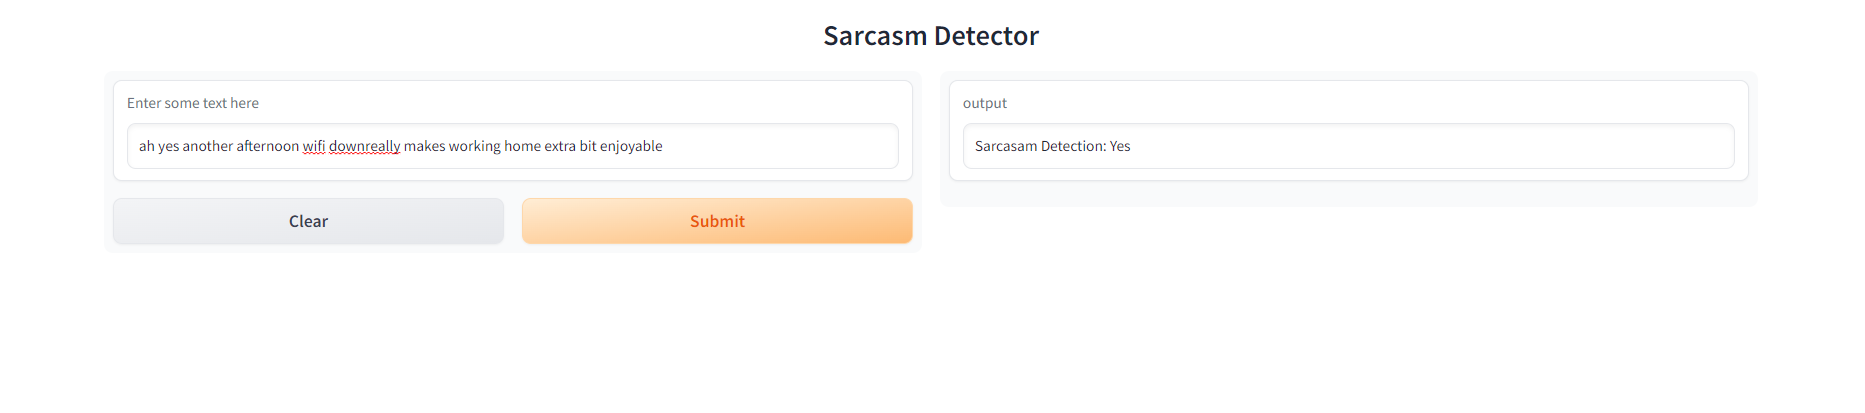 Sarcasm Detector
Enter some text here
ah yes another afternoon wifi downreally makes working home extra bit enjoyable
Clear
Submit
output
Sarcasam Detection: Yes